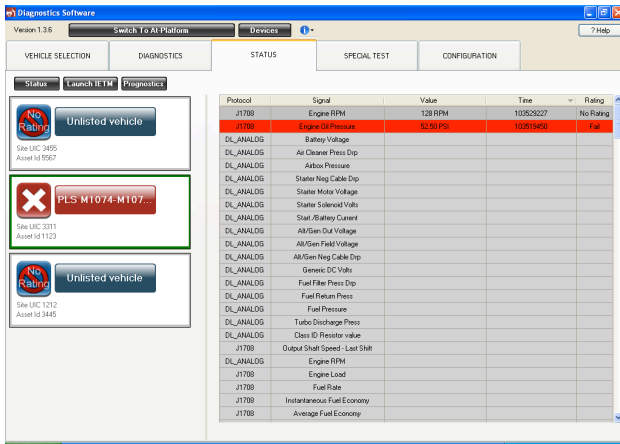 Diagnostics Software
Version 1.3.6 Switch To At-Platform Devices ? Help
VEHICLE SELECTION DIAGNOSTICS STATUS SPECIAL TEST CONFIGURATION
Status Launch IETM Prognostics
No Rating Unlisted vehicle
Site UIC 3455
Asset Id 5567
PLS M1074-M107...
Site UIC 3311
Asset Id 1123
No Rating Unlisted vehicle
Site UIC 1212
Asset Id 3445
Protocol Signal Value Time Rating
J1708 Engine RPM 128 RPM 103529227 No Rating
J1708 Engine Oil Pressure 52.50 PSI 103519450 Fail
DL_ANALOG Battery Voltage
DL_ANALOG Air Cleaner Press Drp
DL_ANALOG Airbox Pressure
DL_ANALOG Starter Neg Cable Drp
DL_ANALOG Starter Motor Voltage
DL_ANALOG Starter Solenoid Volts
DL_ANALOG Start./Battery Current
DL_ANALOG Alt/Gen Out Voltage
DL_ANALOG Alt/Gen Field Voltage
DL_ANALOG Alt/Gen Neg Cable Drp
DL_ANALOG Generic DC Volts
DL_ANALOG Fuel Filter Press Drp
DL_ANALOG Fuel Return Press
DL_ANALOG Fuel Pressure
DL_ANALOG Turbo Discharge Press
DL_ANALOG Class ID Resistor value
J1708 Output Shaft Speed - Last Shift
DL_ANALOG Engine RPM
J1708 Engine Load
J1708 Fuel Rate
J1708 Instantaneous Fuel Economy
J1708 Average Fuel Economy